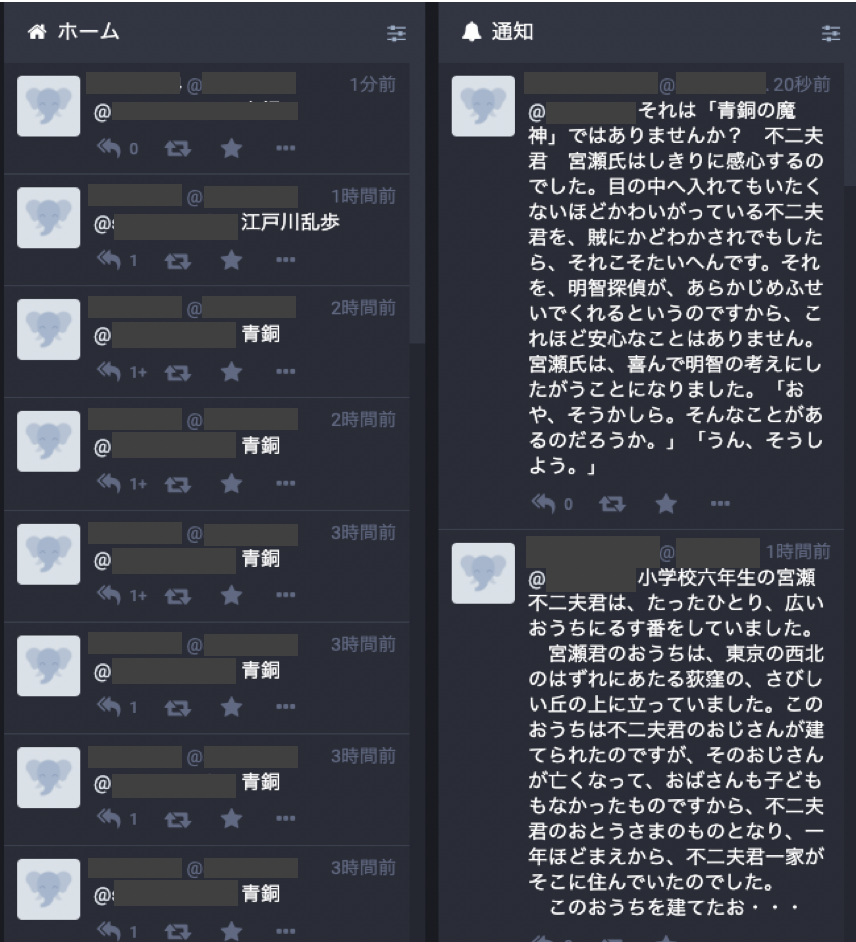 ホーム
@ 1分前
@
0
@ 1時間前
@ 江戸川乱歩
1
@ 2時間前
@ 青銅
1+
@ 2時間前
@ 青銅
1+
@ 3時間前
@ 青銅
1+
@ 3時間前
@ 青銅
1
@ 3時間前
@ 青銅
1
@ 3時間前
@ 青銅
1
通知
@ 20秒前
@ それは「青銅の魔
神」ではありませんか？　不二夫
君　宮瀬氏はしきりに感心するの
でした。目の中へ入れてもいたく
ないほどかわいがっている不二夫
君を、賊にかどわかされでもした
ら、それこそたいへんです。それ
を、明智探偵が、あらかじめふせ
いでくれるというのですから、こ
れほど安心なことはありません。
宮瀬氏は、喜んで明智の考えにし
たがうことになりました。「お
や、そうかしら。そんなことがあ
るのだろうか。」「うん、そうし
よう。」
0
@ 1時間前
@ 小学校六年生の宮瀬
不二夫君は、たったひとり、広い
おうちにるす番をしていました。
　宮瀬君のおうちは、東京の西北
のはずれにあたる荻窪の、さびし
い丘の上に立っていました。この
おうちは不二夫君のおじさんが建
てられたのですが、そのおじさん
が亡くなって、おばさんも子ども
もなかったものですから、不二夫
君のおとうさまのものとなり、一
年ほどまえから、不二夫君一家が
そこに住んでいたのでした。
　このおうちを建てたお・・・